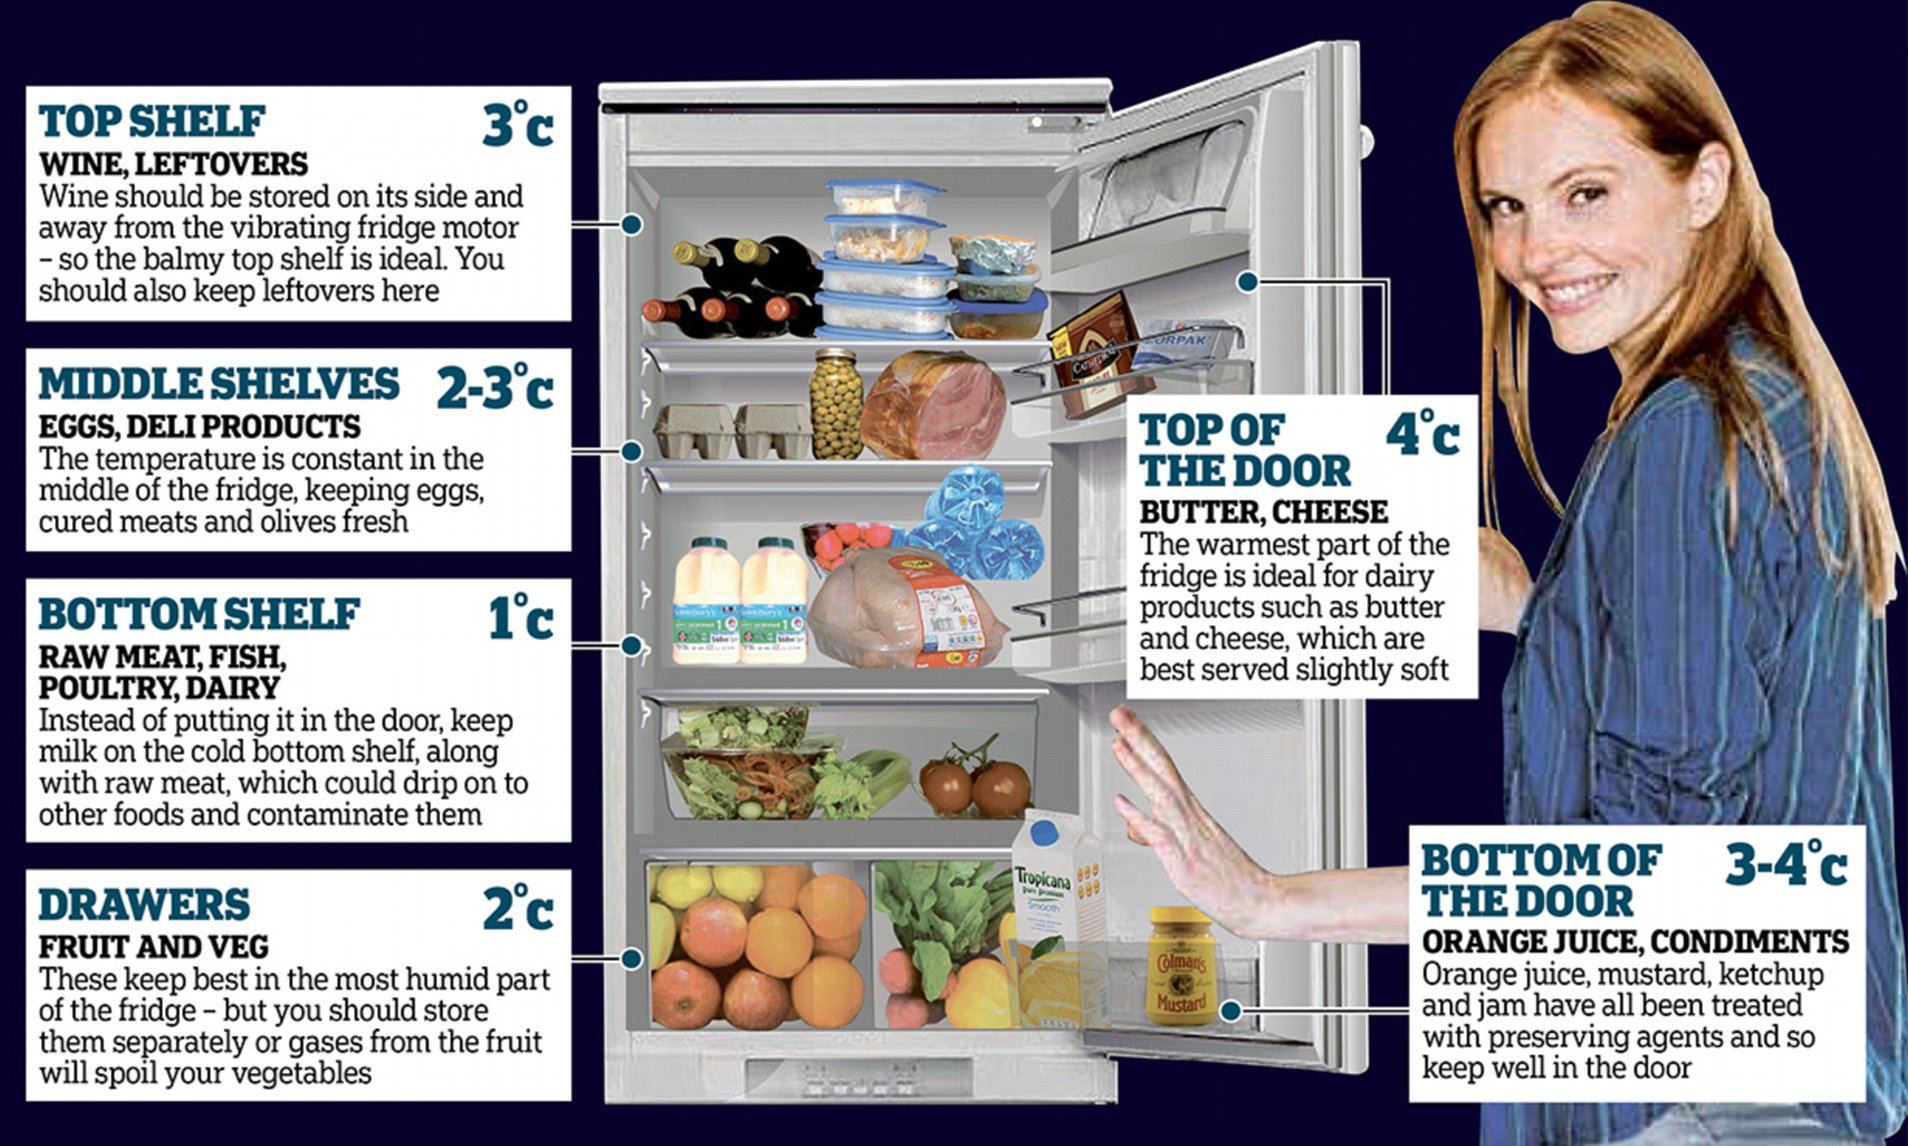 TOP SHELF 3°C
WINE, LEFTOVERS
Wine should be stored on its side and
away from the vibrating fridge motor
– so the balmy top shelf is ideal. You
should also keep leftovers here
MIDDLE SHELVES 2-3°C
EGGS, DELI PRODUCTS
The temperature is constant in the
middle of the fridge, keeping eggs,
cured meats and olives fresh
BOTTOM SHELF 1°C
RAW MEAT, FISH,
POULTRY, DAIRY
Instead of putting it in the door, keep
milk on the cold bottom shelf, along
with raw meat, which could drip on to
other foods and contaminate them
DRAWERS 2°C
FRUIT AND VEG
These keep best in the most humid part
of the fridge – but you should store
them separately or gases from the fruit
will spoil your vegetables
CATHEDRAL
TOP OF 4°C
THE DOOR
BUTTER, CHEESE
The warmest part of the
fridge is ideal for dairy
products such as butter
and cheese, which are
best served slightly soft
Tropicana
Pure Premium
Smooth
Colman's
Mustard
BOTTOM OF 3-4°C
THE DOOR
ORANGE JUICE, CONDIMENTS
Orange juice, mustard, ketchup
and jam have all been treated
with preserving agents and so
keep well in the door